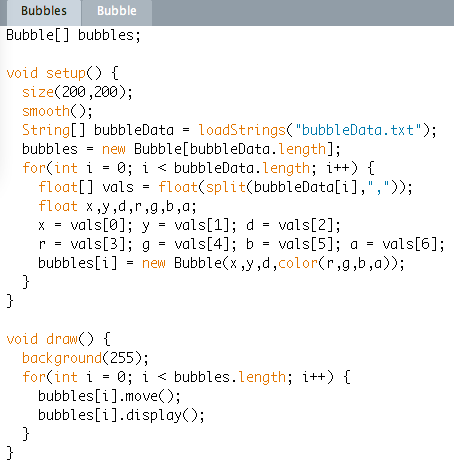 Bubbles Bubble
Bubble[] bubbles;
void setup() {
  size(200,200);
  smooth();
  String[] bubbleData = loadStrings("bubbleData.txt");
  bubbles = new Bubble[bubbleData.length];
  for(int i = 0; i < bubbleData.length; i++) {
    float[] vals = float(split(bubbleData[i],","));
    float x,y,d,r,g,b,a;
    x = vals[0]; y = vals[1]; d = vals[2];
    r = vals[3]; g = vals[4]; b = vals[5]; a = vals[6];
    bubbles[i] = new Bubble(x,y,d,color(r,g,b,a));
  }
}
void draw() {
  background(255);
  for(int i = 0; i < bubbles.length; i++) {
    bubbles[i].move();
    bubbles[i].display();
  }
}